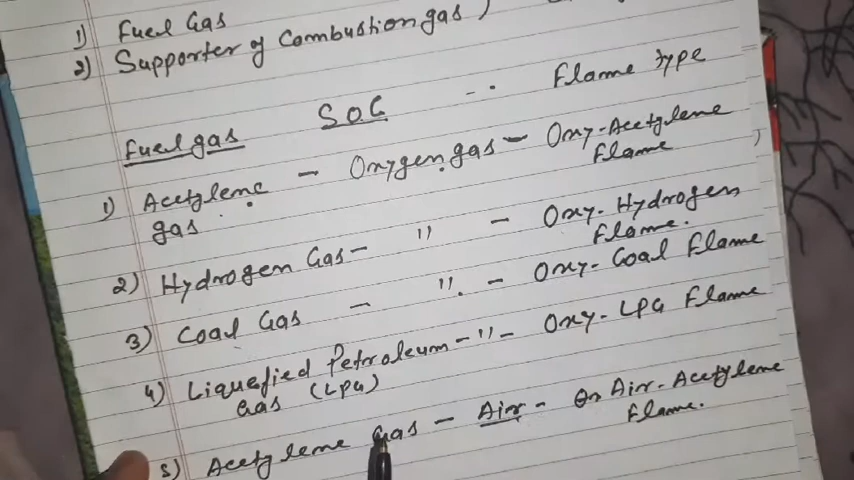 1) Fuel Gas
2) Supporter of Combustion gas )
Fuel gas SOC -. Flame type
1) Acetylene - Oxygen gas - Oxy-Acetylene
gas. Flame
2) Hydrogen Gas - " - Oxy-Hydrogen
Flame.
3) Coal Gas - ". - Oxy-Coal Flame
4) Liquefied Petroleum - " - Oxy-LPG Flame
Gas (LPG)
5) Acetylene Gas - Air - Air-Acetylene
Flame.